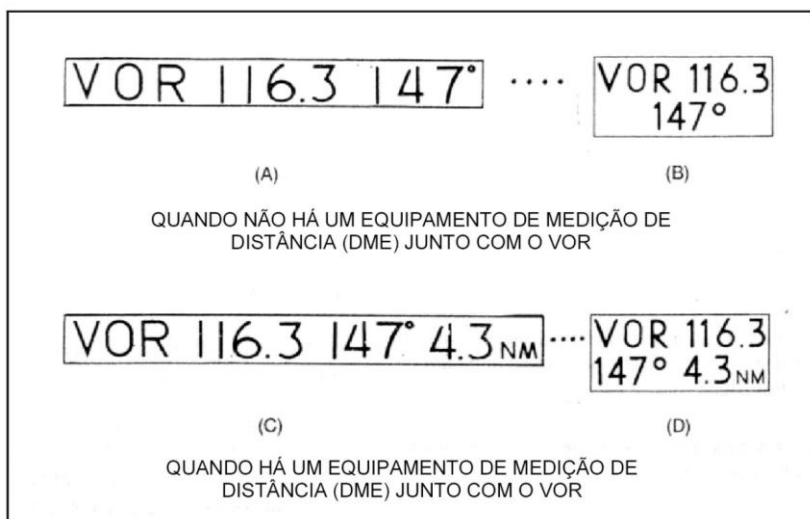 VOR 116.3 147° .... VOR 116.3
147°
(A) (B)
QUANDO NÃO HÁ UM EQUIPAMENTO DE MEDIÇÃO DE
DISTÂNCIA (DME) JUNTO COM O VOR
VOR 116.3 147° 4.3NM .... VOR 116.3
147° 4.3NM
(C) (D)
QUANDO HÁ UM EQUIPAMENTO DE MEDIÇÃO DE
DISTÂNCIA (DME) JUNTO COM O VOR